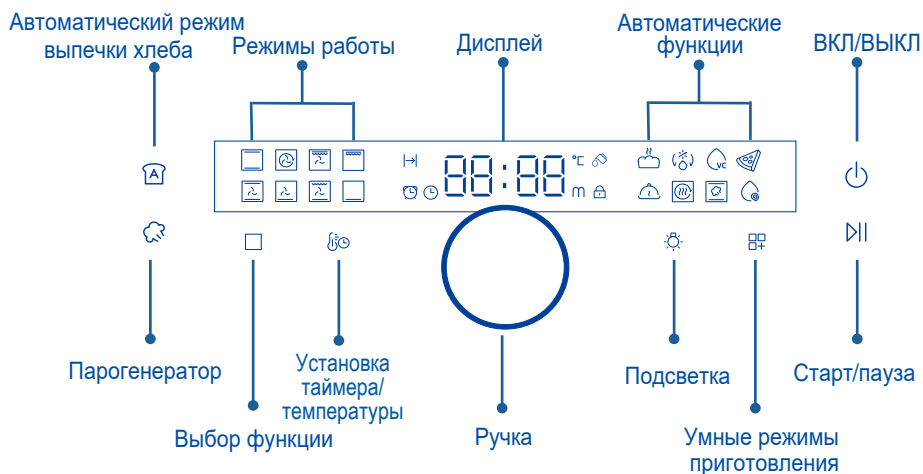 Автоматический режим
выпечки хлеба
Режимы работы
Дисплей
Автоматические
функции
ВКЛ/ВЫКЛ
A
88:88
°C
VC
m
Парогенератор
Установка
таймера/
температуры
Подсветка
Старт/пауза
Выбор функции
Ручка
Умные режимы
приготовления